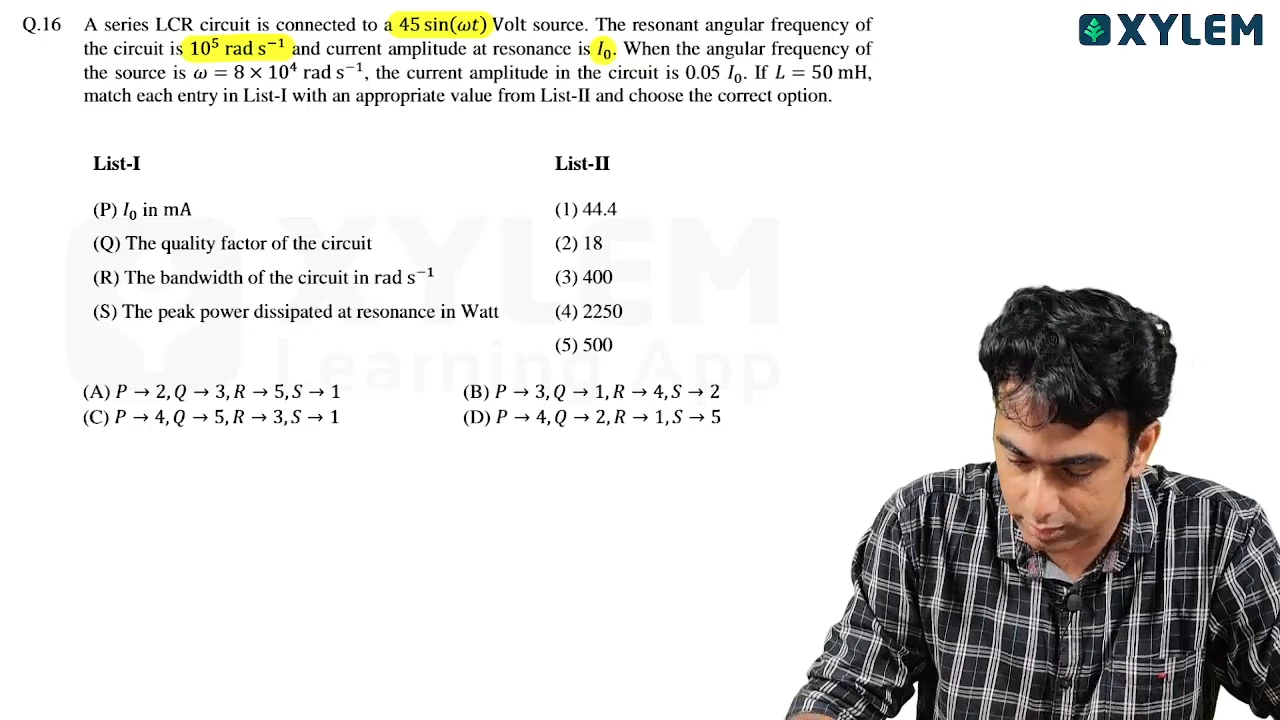 Q.16 A series LCR circuit is connected to a 45 sin(ωt) Volt source. The resonant angular frequency of
the circuit is 10⁵ rad s⁻¹ and current amplitude at resonance is I₀. When the angular frequency of
the source is ω = 8 × 10⁴ rad s⁻¹, the current amplitude in the circuit is 0.05 I₀. If L = 50 mH,
match each entry in List-I with an appropriate value from List-II and choose the correct option.
XYLEM
List-I List-II
(P) I₀ in mA (1) 44.4
(Q) The quality factor of the circuit (2) 18
(R) The bandwidth of the circuit in rad s⁻¹ (3) 400
(S) The peak power dissipated at resonance in Watt (4) 2250
(5) 500
(A) P → 2, Q → 3, R → 5, S → 1 (B) P → 3, Q → 1, R → 4, S → 2
(C) P → 4, Q → 5, R → 3, S → 1 (D) P → 4, Q → 2, R → 1, S → 5
XYLEM
Learning App